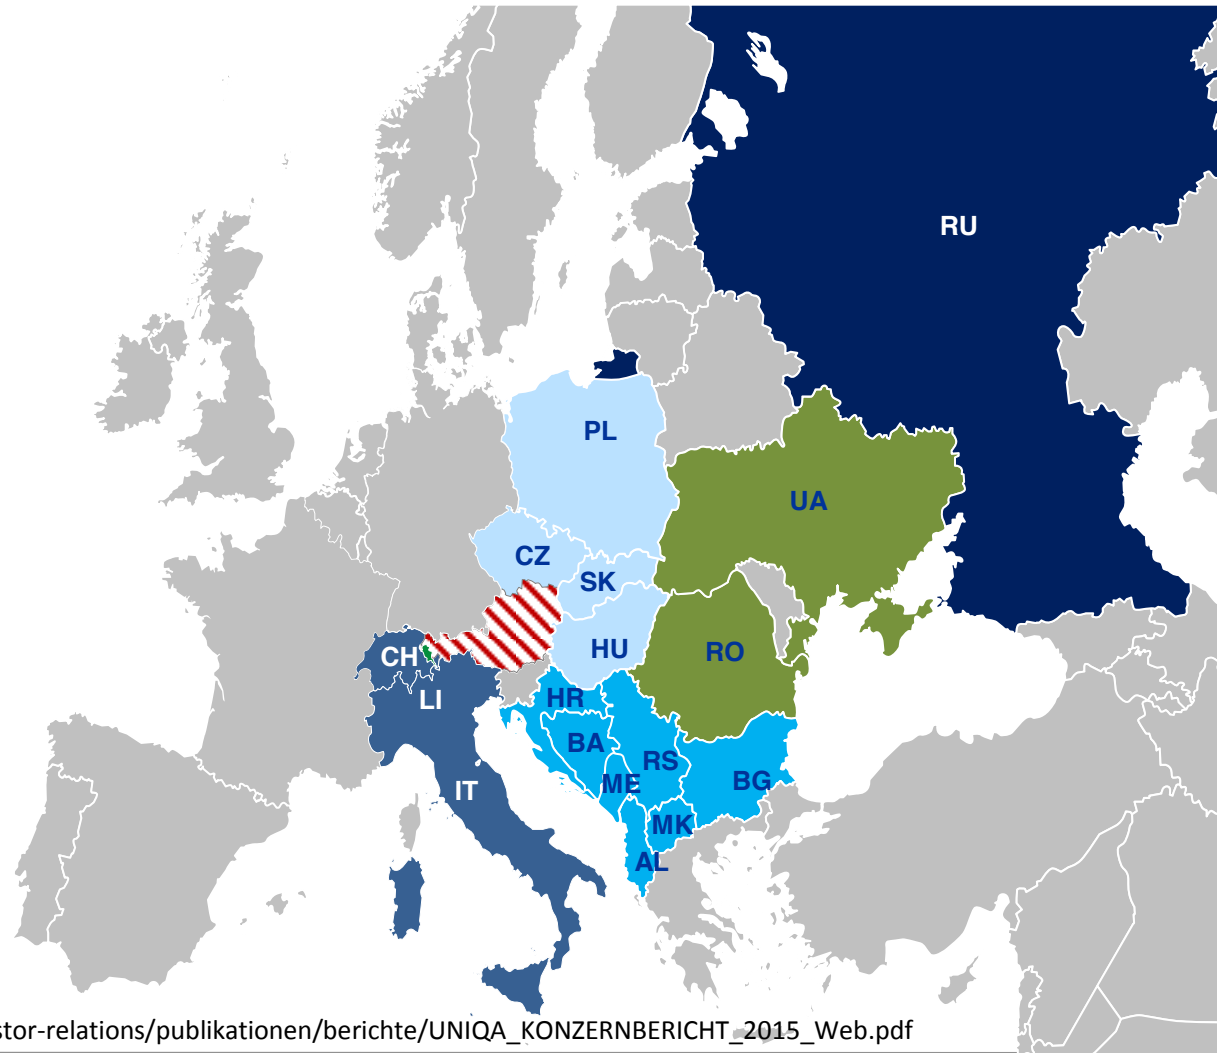 RU
PL
UA
CZ
SK
HU
RO
CH
LI
HR
BA
RS
ME
BG
IT
MK
AL
stor-relations/publikationen/berichte/UNIQA_KONZERNBERICHT_2015_Web.pdf